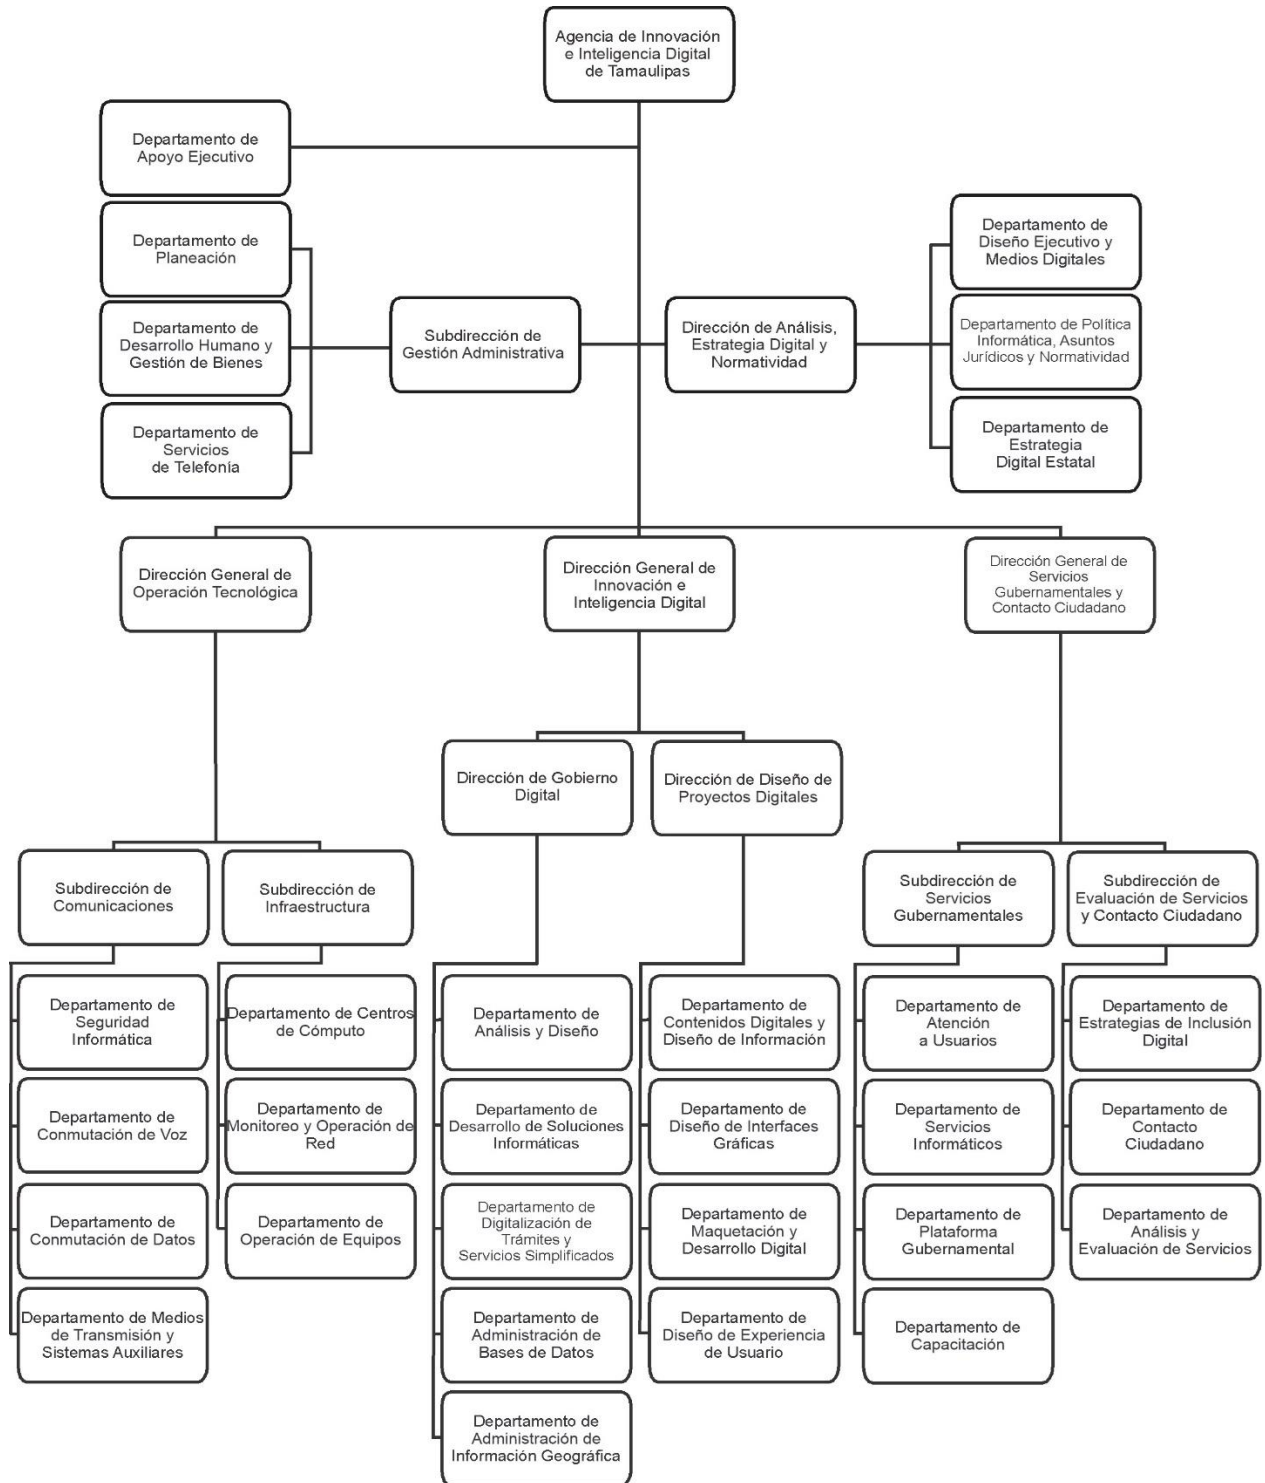 Agencia de Innovación
e Inteligencia Digital
de Tamaulipas
Departamento de
Apoyo Ejecutivo
Departamento de
Planeación
Departamento de
Diseño Ejecutivo y
Medios Digitales
Departamento de
Desarrollo Humano y
Gestión de Bienes
Subdirección de
Gestión Administrativa
Dirección de Análisis,
Estrategia Digital y
Normatividad
Departamento de Política
Informática, Asuntos
Jurídicos y Normatividad
Departamento de
Servicios
de Telefonía
Departamento de
Estrategia
Digital Estatal
Dirección General de
Operación Tecnológica
Dirección General de
Innovación e
Inteligencia Digital
Dirección General de
Servicios
Gubernamentales y
Contacto Ciudadano
Dirección de Gobierno
Digital
Dirección de Diseño de
Proyectos Digitales
Subdirección de
Comunicaciones
Subdirección de
Infraestructura
Subdirección de
Servicios
Gubernamentales
Subdirección de
Evaluación de Servicios
y Contacto Ciudadano
Departamento de
Seguridad
Informática
Departamento de Centros
de Cómputo
Departamento de
Análisis y Diseño
Departamento de
Contenidos Digitales y
Diseño de Información
Departamento de
Atención
a Usuarios
Departamento de
Estrategias de Inclusión
Digital
Departamento de
Conmutación de Voz
Departamento de
Monitoreo y Operación de
Red
Departamento de
Desarrollo de Soluciones
Informáticas
Departamento de
Diseño de Interfaces
Gráficas
Departamento de
Servicios
Informáticos
Departamento de
Contacto
Ciudadano
Departamento de
Conmutación de Datos
Departamento de
Operación de Equipos
Departamento de
Digitalización de
Trámites y
Servicios Simplificados
Departamento de
Maquetación y
Desarrollo Digital
Departamento de
Plataforma
Gubernamental
Departamento de
Análisis y
Evaluación de Servicios
Departamento de Medios
de Transmisión y
Sistemas Auxiliares
Departamento de
Administración de
Bases de Datos
Departamento de
Diseño de Experiencia
de Usuario
Departamento de
Capacitación
Departamento de
Administración de
Información Geográfica